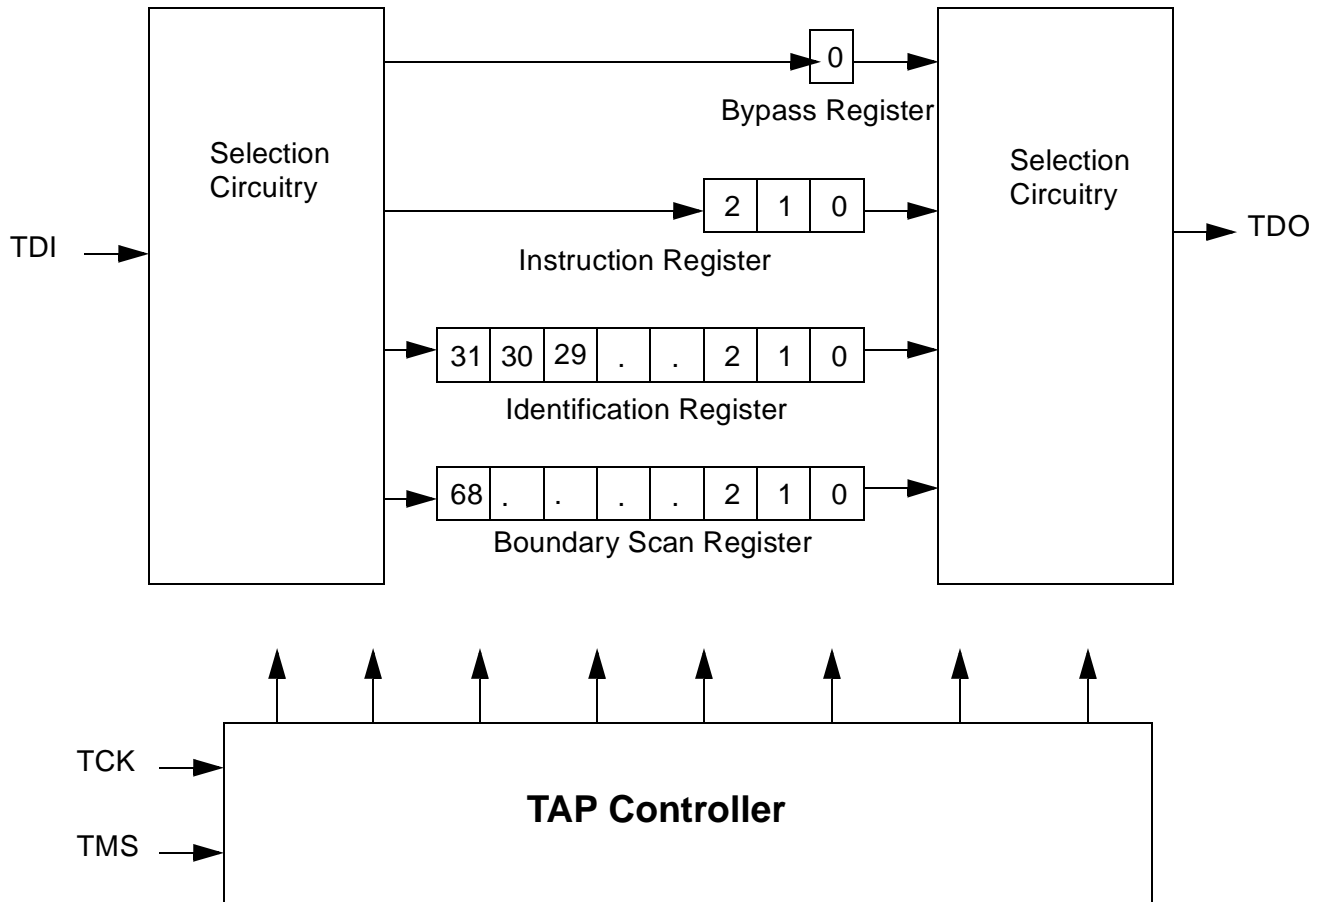 0
Bypass Register
Selection
Circuitry
Selection
Circuitry
2 1 0
TDI
TDO
Instruction Register
31 30 29 . . 2 1 0
Identification Register
68 . . . . 2 1 0
Boundary Scan Register
TCK
TAP Controller
TMS